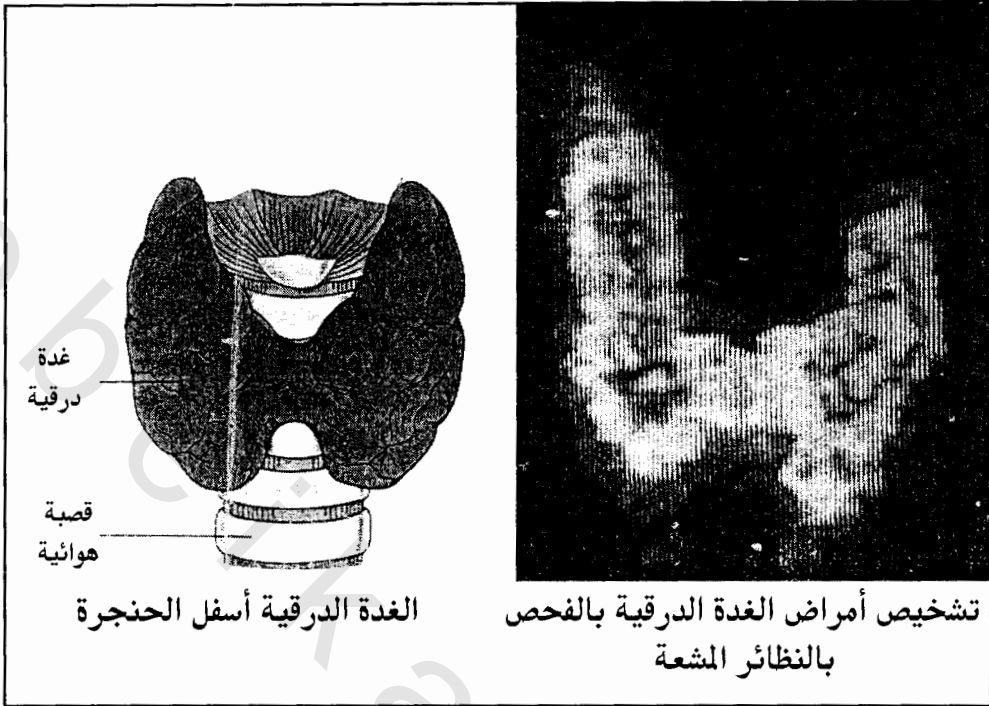 غدة
درقية
قصبة
هوائية
الغدة الدرقية أسفل الحنجرة
تشخيص أمراض الغدة الدرقية بالفحص
بالنظائر المشعة